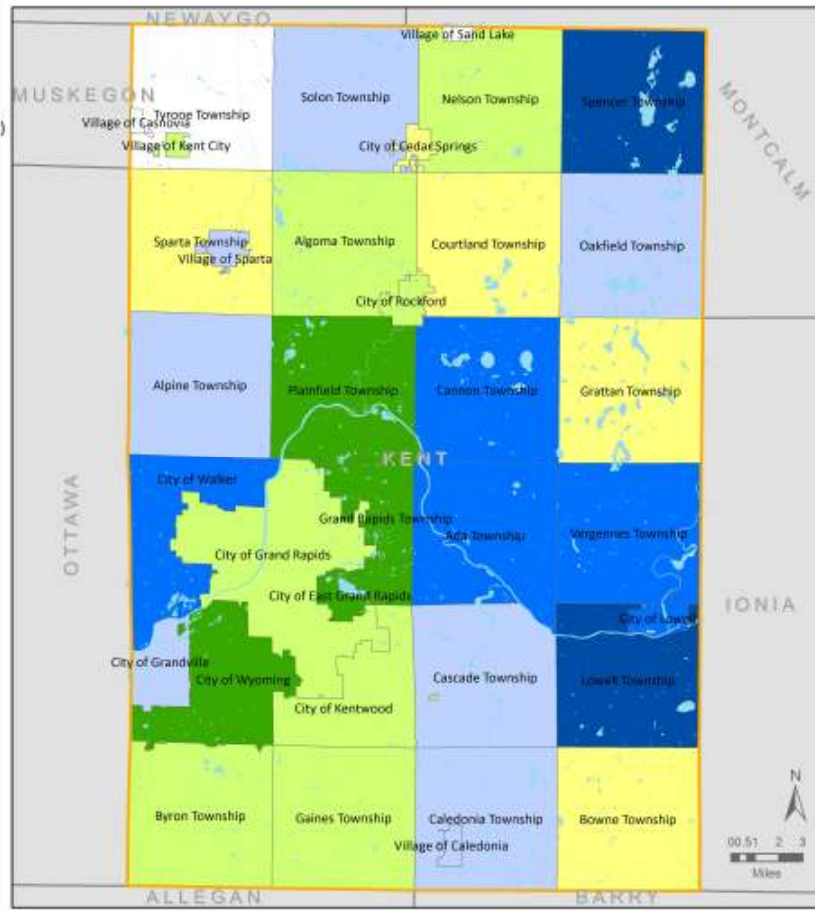 NEWAYGO
Village of Sand Lake
MUSKEGON
Solon Township
Nelson Township
Spencer Township
MONTCALM
Tyrone Township
Village of Casnovia
Village of Kent City
City of Cedar Springs
)
Sparta Township
Algoma Township
Courtland Township
Oakfield Township
Village of Sparta
City of Rockford
Alpine Township
Plainfield Township
Cannon Township
Grattan Township
KENT
City of Walker
OTTAWA
Grand Rapids Township
Ada Township
Vergennes Township
City of Grand Rapids
City of East Grand Rapids
IONIA
City of Lowell
City of Grandville
City of Wyoming
Cascade Township
Lowell Township
City of Kentwood
N
Byron Township
Gaines Township
Caledonia Township
Bowne Township
Village of Caledonia
00.51 2 3
Miles
ALLEGAN
BARRY